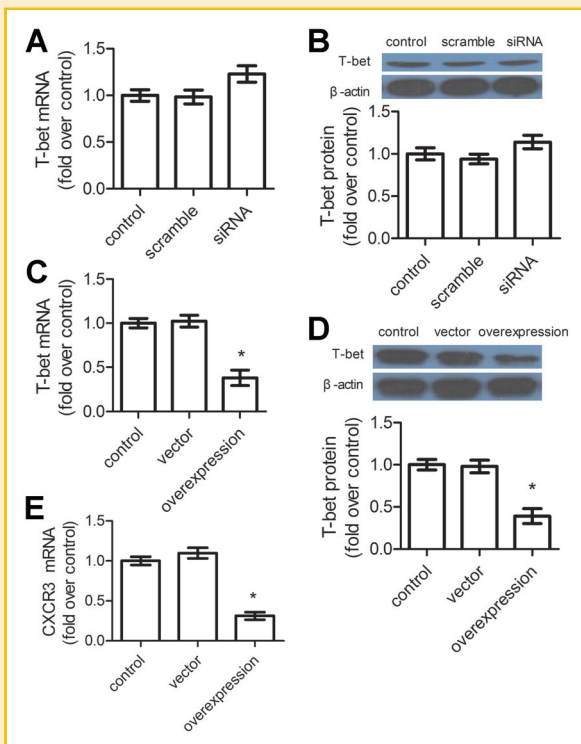 A
T-bet mRNA
(fold over control)
1.5
1.0
0.5
0.0
control
scramble
siRNA
B
control scramble siRNA
T-bet
β-actin
T-bet protein
(fold over control)
1.5
1.0
0.5
0.0
control
scramble
siRNA
C
T-bet mRNA
(fold over control)
1.5
1.0
0.5
0.0
*
control
vector
overexpression
D
control vector overexpression
T-bet
β-actin
T-bet protein
(fold over control)
1.5
1.0
0.5
0.0
*
control
vector
overexpression
E
CXCR3 mRNA
(fold over control)
1.5
1.0
0.5
0.0
*
control
vector
overexpression